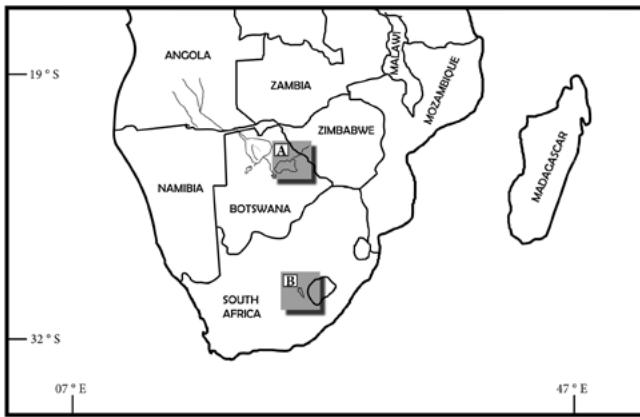 ANGOLA
19° S
ZAMBIA
MALAWI
MOZAMBIQUE
ZIMBABWE
A
MADAGASCAR
NAMIBIA
BOTSWANA
B
SOUTH
AFRICA
32° S
07° E
47° E